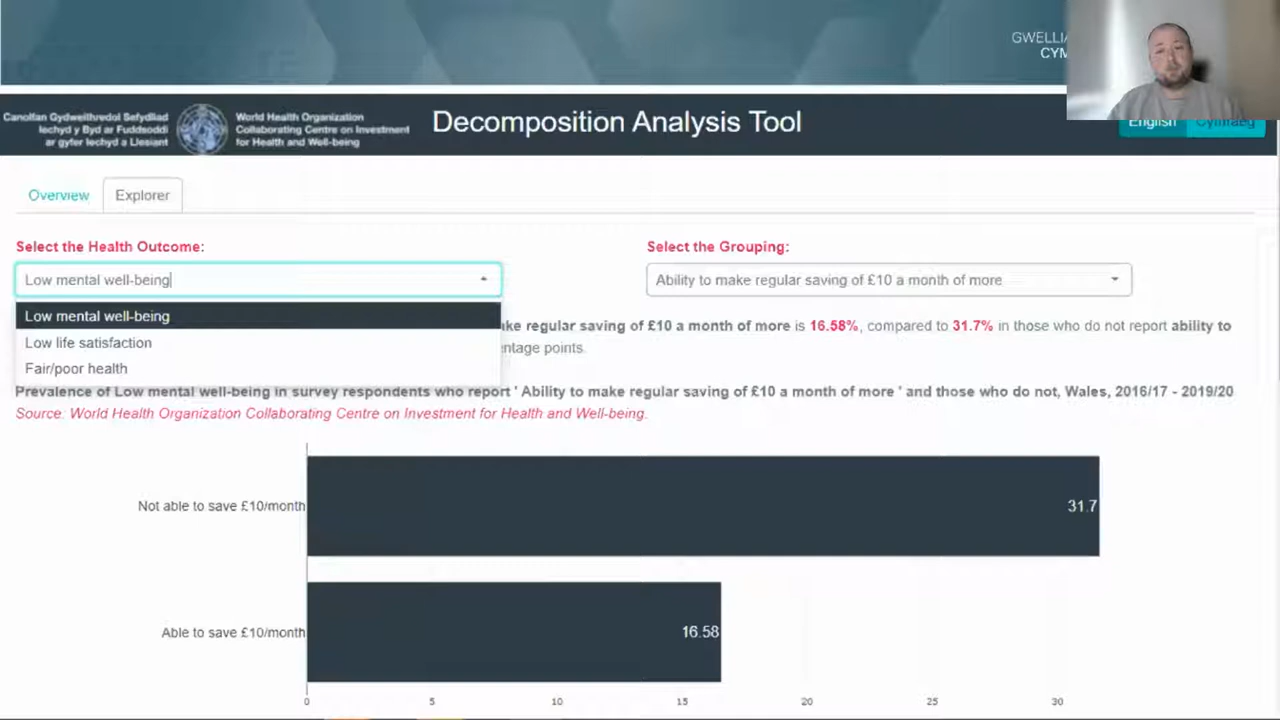 GWELLI
CYM
Canolfan Gydweithredol Sefydliad
Iechyd y Byd ar Fuddsoddi
ar gyfer Iechyd a Llesiant
World Health Organization
Collaborating Centre on Investment
for Health and Well-being
Decomposition Analysis Tool
English
Cymraeg
Overview
Explorer
Select the Health Outcome:
Select the Grouping:
Low mental well-being
Ability to make regular saving of £10 a month of more
Low mental well-being
Low life satisfaction
Fair/poor health
ke regular saving of £10 a month of more is 16.58%, compared to 31.7% in those who do not report ability to
ntage points.
Prevalence of Low mental well-being in survey respondents who report ' Ability to make regular saving of £10 a month of more ' and those who do not, Wales, 2016/17 - 2019/20
Source: World Health Organization Collaborating Centre on Investment for Health and Well-being.
Not able to save £10/month
31.7
Able to save £10/month
16.58
0 5 10 15 20 25 30